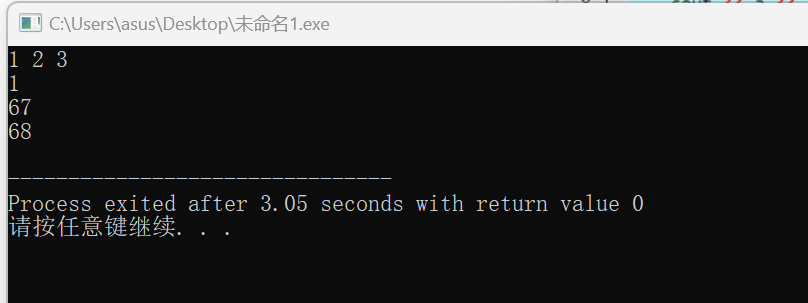 C:\Users\asus\Desktop\未命名1.exe
1 2 3
1
67
68
--------------------------------
Process exited after 3.05 seconds with return value 0
请按任意键继续. . .